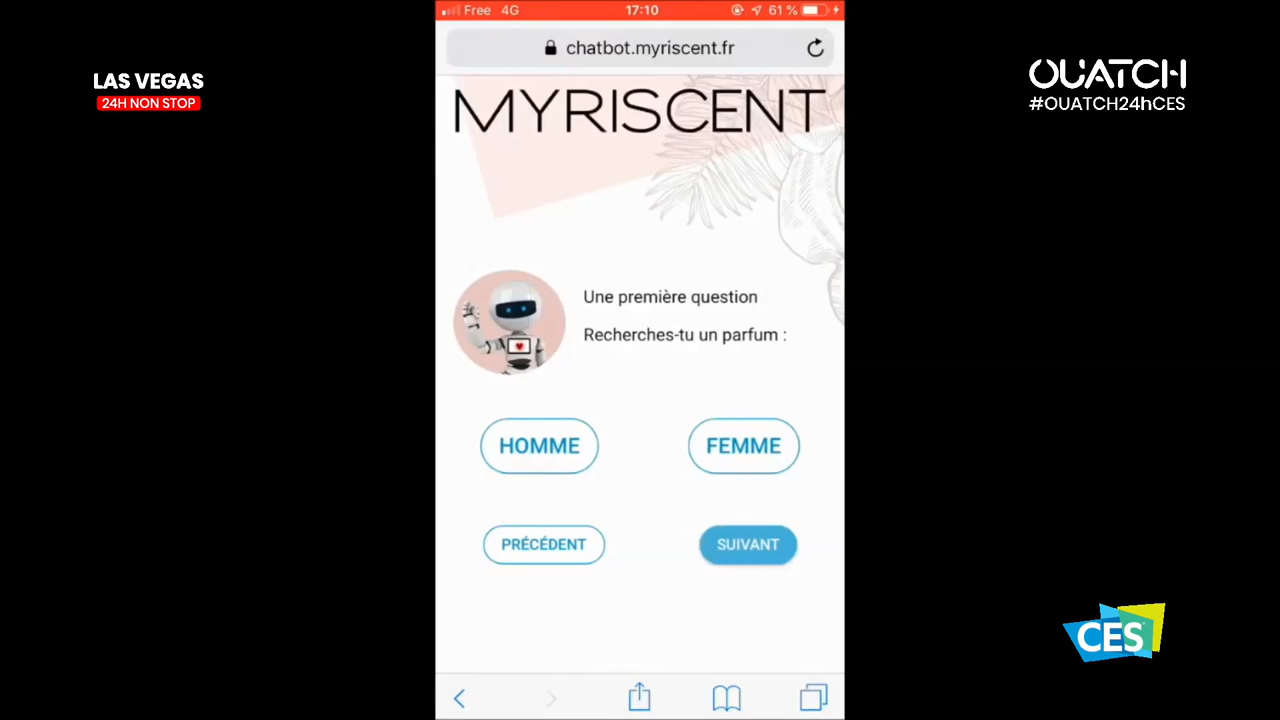 Free 4G 17:10 61 %
chatbot.myriscent.fr
LAS VEGAS
24H NON STOP
OUATCH
#OUATCH24hCES
MYRISCENT
Une première question
Recherches-tu un parfum :
HOMME
FEMME
PRÉCÉDENT
SUIVANT
CES